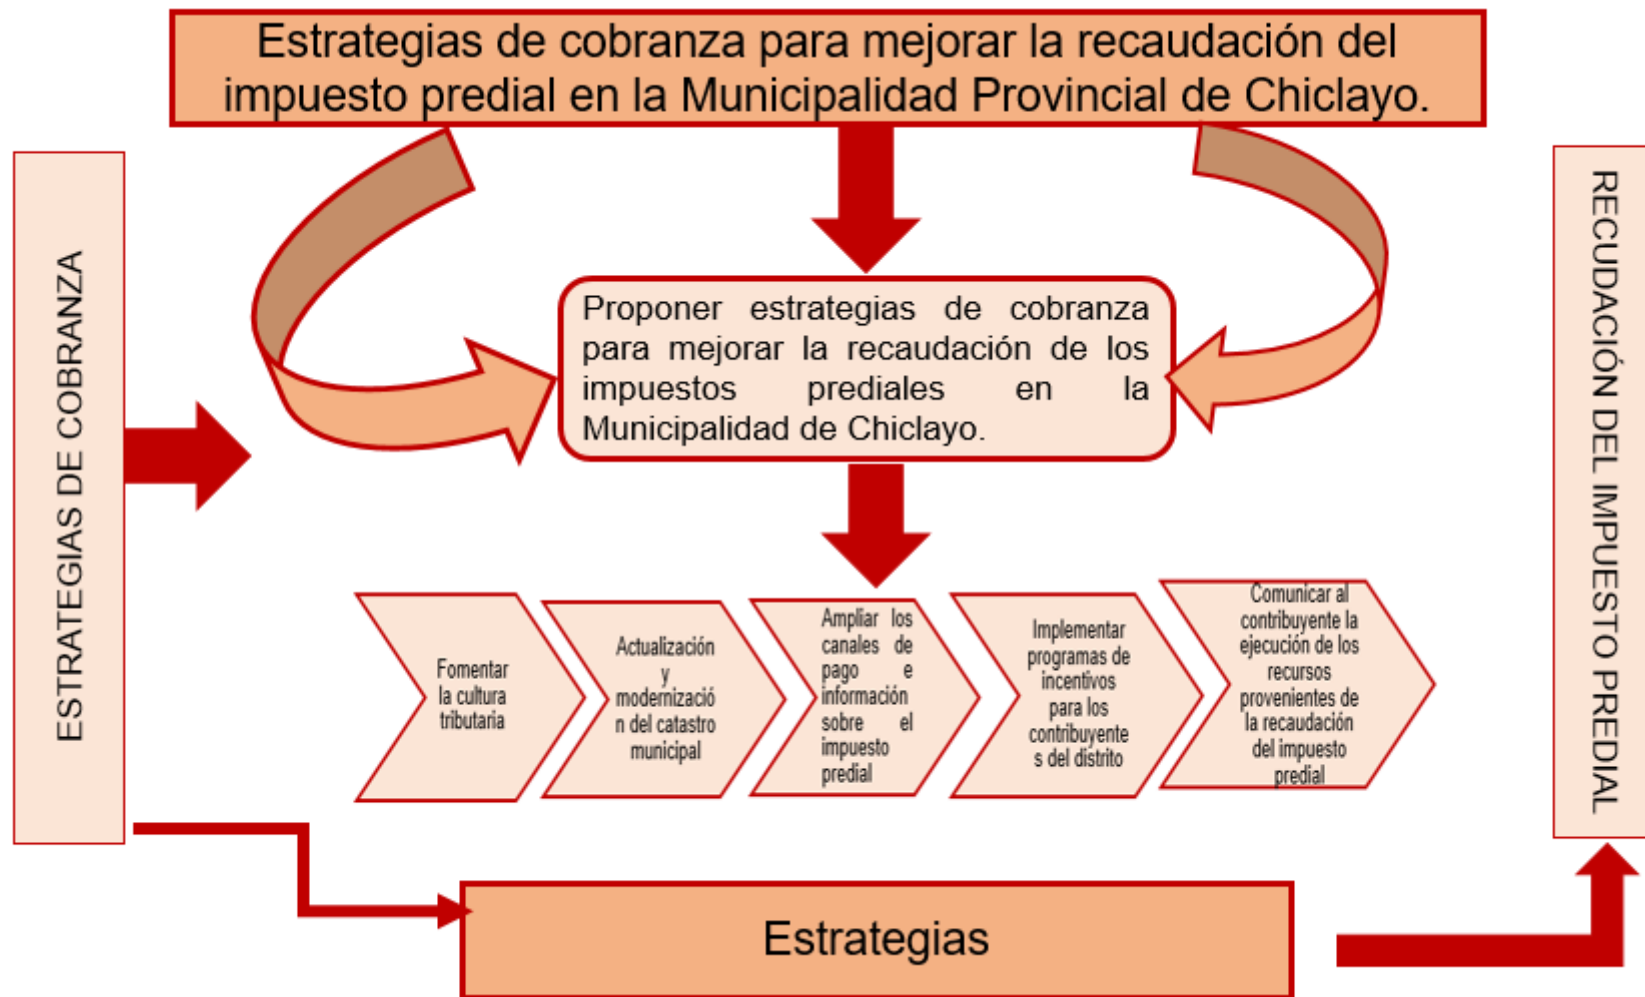 Estrategias de cobranza para mejorar la recaudación del
impuesto predial en la Municipalidad Provincial de Chiclayo.
ESTRATEGIAS DE COBRANZA
Proponer estrategias de cobranza
para mejorar la recaudación de los
impuestos prediales en la
Municipalidad de Chiclayo.
RECUDACIÓN DEL IMPUESTO PREDIAL
Fomentar
la cultura
tributaria
Actualización
y
modernizació
n del catastro
municipal
Ampliar los
canales de
pago e
información
sobre el
impuesto
predial
Implementar
programas de
incentivos
para los
contribuyente
s del distrito
Comunicar al
contribuyente la
ejecución de los
recursos
provenientes de
la recaudación
del impuesto
predial
Estrategias